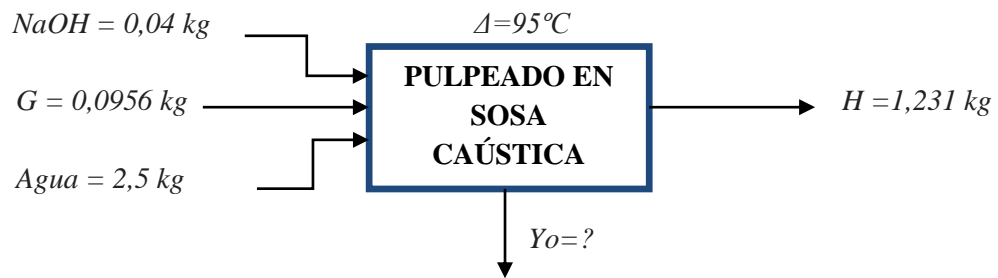 NaOH = 0,04 kg
Δ=95ºC
PULPEADO EN
SOSA
CAÚSTICA
G = 0,0956 kg
H =1,231 kg
Agua = 2,5 kg
Yo=?